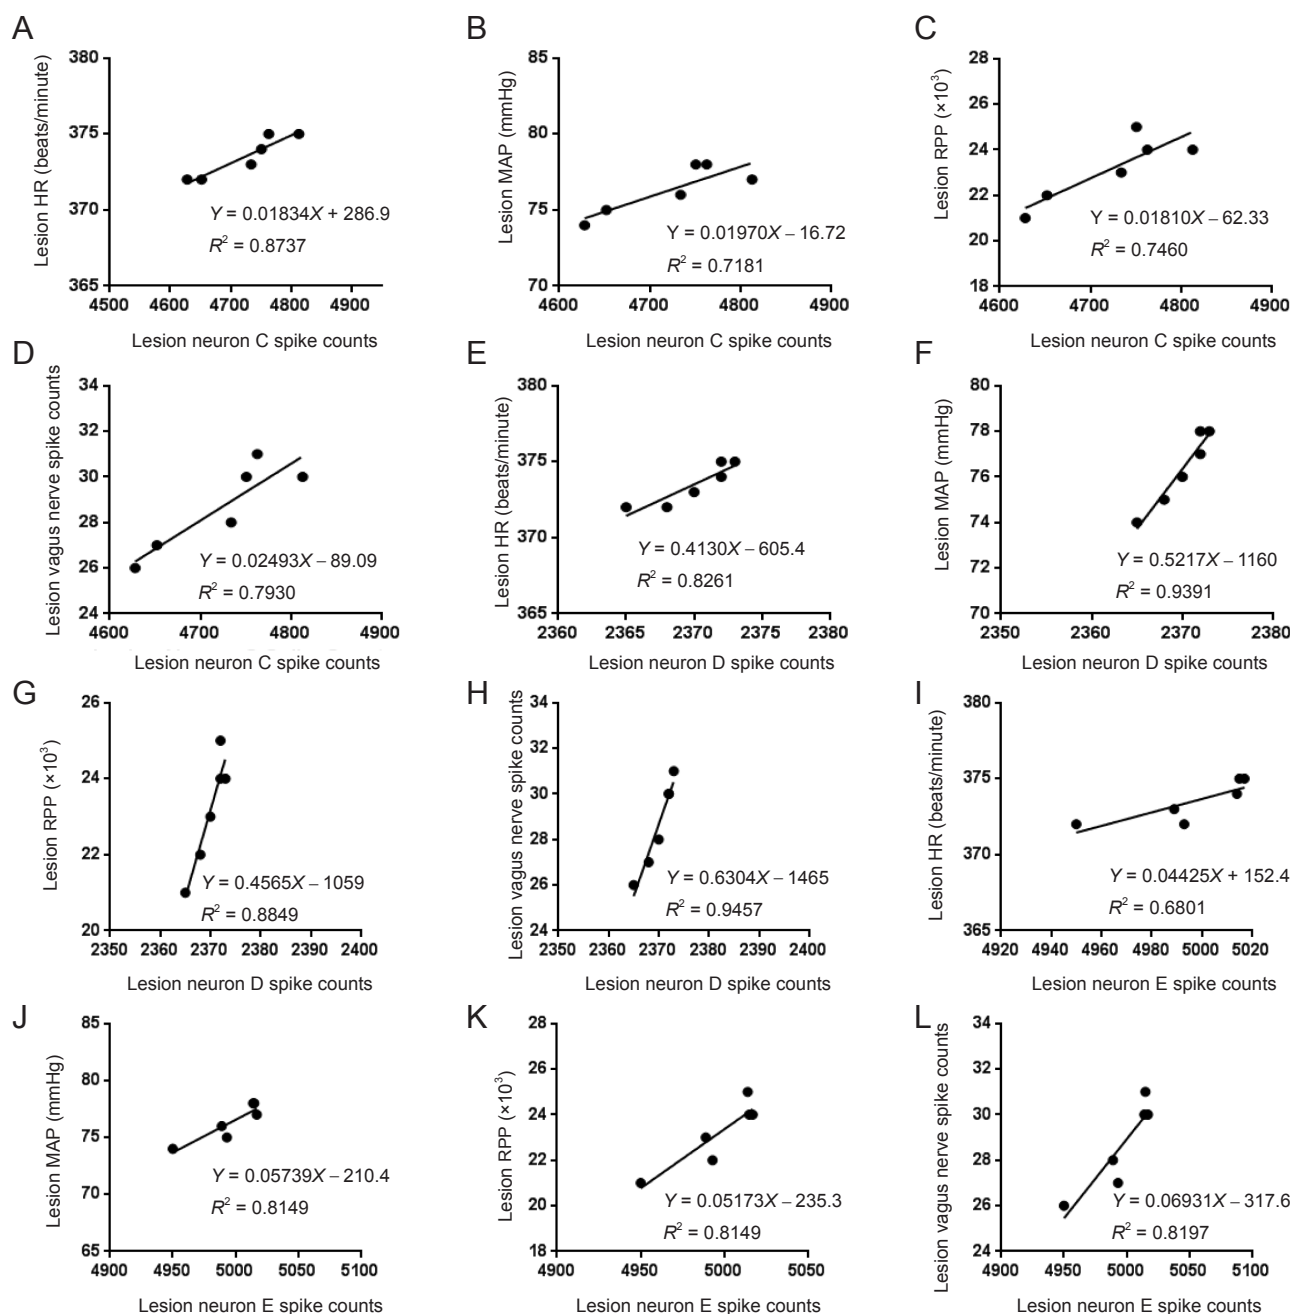 A
Lesion HR (beats/minute)
380
375
370
365
4500 4600 4700 4800 4900
Y = 0.01834X + 286.9
R² = 0.8737
Lesion neuron C spike counts
B
Lesion MAP (mmHg)
85
80
75
70
4600 4700 4800 4900
Y = 0.01970X – 16.72
R² = 0.7181
Lesion neuron C spike counts
C
Lesion RPP (×10³)
28
26
24
22
20
18
4600 4700 4800 4900
Y = 0.01810X – 62.33
R² = 0.7460
Lesion neuron C spike counts
D
Lesion vagus nerve spike counts
34
32
30
28
26
24
4600 4700 4800 4900
Y = 0.02493X – 89.09
R² = 0.7930
Lesion neuron C spike counts
E
Lesion HR (beats/minute)
380
375
370
365
2360 2365 2370 2375 2380
Y = 0.4130X – 605.4
R² = 0.8261
Lesion neuron D spike counts
F
Lesion MAP (mmHg)
80
78
76
74
72
70
2350 2360 2370 2380
Y = 0.5217X – 1160
R² = 0.9391
Lesion neuron D spike counts
G
Lesion RPP (×10³)
26
24
22
20
2350 2360 2370 2380 2390 2400
Y = 0.4565X – 1059
R² = 0.8849
Lesion neuron D spike counts
H
Lesion vagus nerve spike counts
34
32
30
28
26
24
2350 2360 2370 2380 2390 2400
Y = 0.6304X – 1465
R² = 0.9457
Lesion neuron D spike counts
I
Lesion HR (beats/minute)
380
375
370
365
4920 4940 4960 4980 5000 5020
Y = 0.04425X + 152.4
R² = 0.6801
Lesion neuron E spike counts
J
Lesion MAP (mmHg)
85
80
75
70
65
4900 4950 5000 5050 5100
Y = 0.05739X – 210.4
R² = 0.8149
Lesion neuron E spike counts
K
Lesion RPP (×10³)
28
26
24
22
20
18
4900 4950 5000 5050
Y = 0.05173X – 235.3
R² = 0.8149
Lesion neuron E spike counts
L
Lesion vagus nerve spike counts
34
32
30
28
26
24
4900 4950 5000 5050 5100
Y = 0.06931X – 317.6
R² = 0.8197
Lesion neuron E spike counts